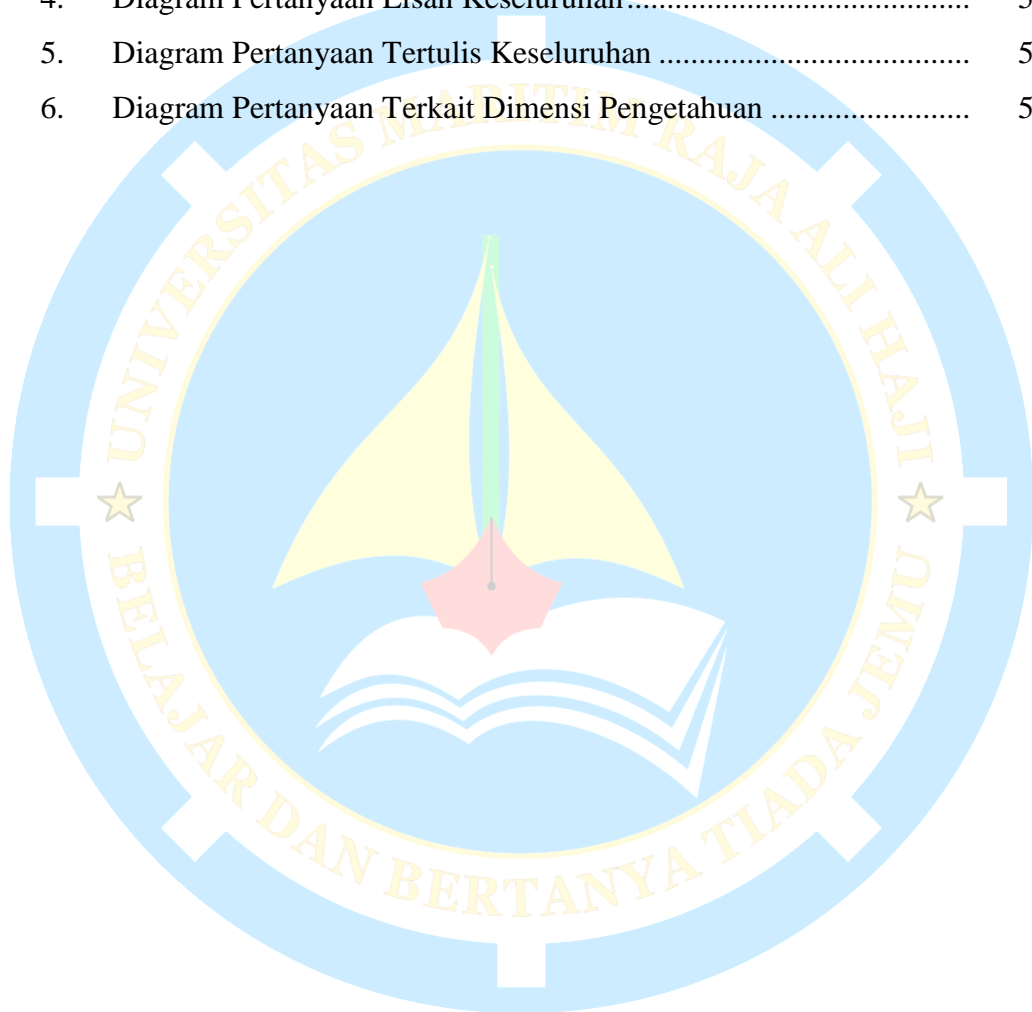 4. Diagram Pertanyaan Lisan Keseluruhan........................................... 5
5. Diagram Pertanyaan Tertulis Keseluruhan ....................................... 5
6. Diagram Pertanyaan Terkait Dimensi Pengetahuan ......................... 5
UNIVERSITAS MARITIM RAJA ALI HAJI
BELAJAR DAN BERTANYA TIADA JEMU